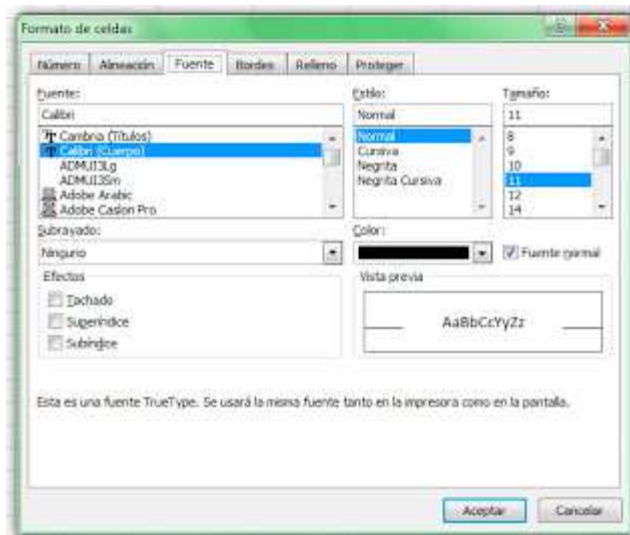 Formato de celdas
Número Alineación Fuente Bordes Relleno Proteger
Fuente: Estilo: Tamaño:
Calibri Normal 11
Cambria (Títulos) Normal 8
Calibri (Cuerpo) Cursiva 9
ADMUI3Lg Negrita 10
ADMUI3Sm Negrita Cursiva 11
Adobe Arabic 12
Adobe Caslon Pro 14
Subrayado: Color:
Ninguno Fuente normal
Efectos Vista previa
Tachado
Superíndice AaBbCcYyZz
Subíndice
Esta es una fuente TrueType. Se usará la misma fuente tanto en la impresora como en la pantalla.
Aceptar Cancelar